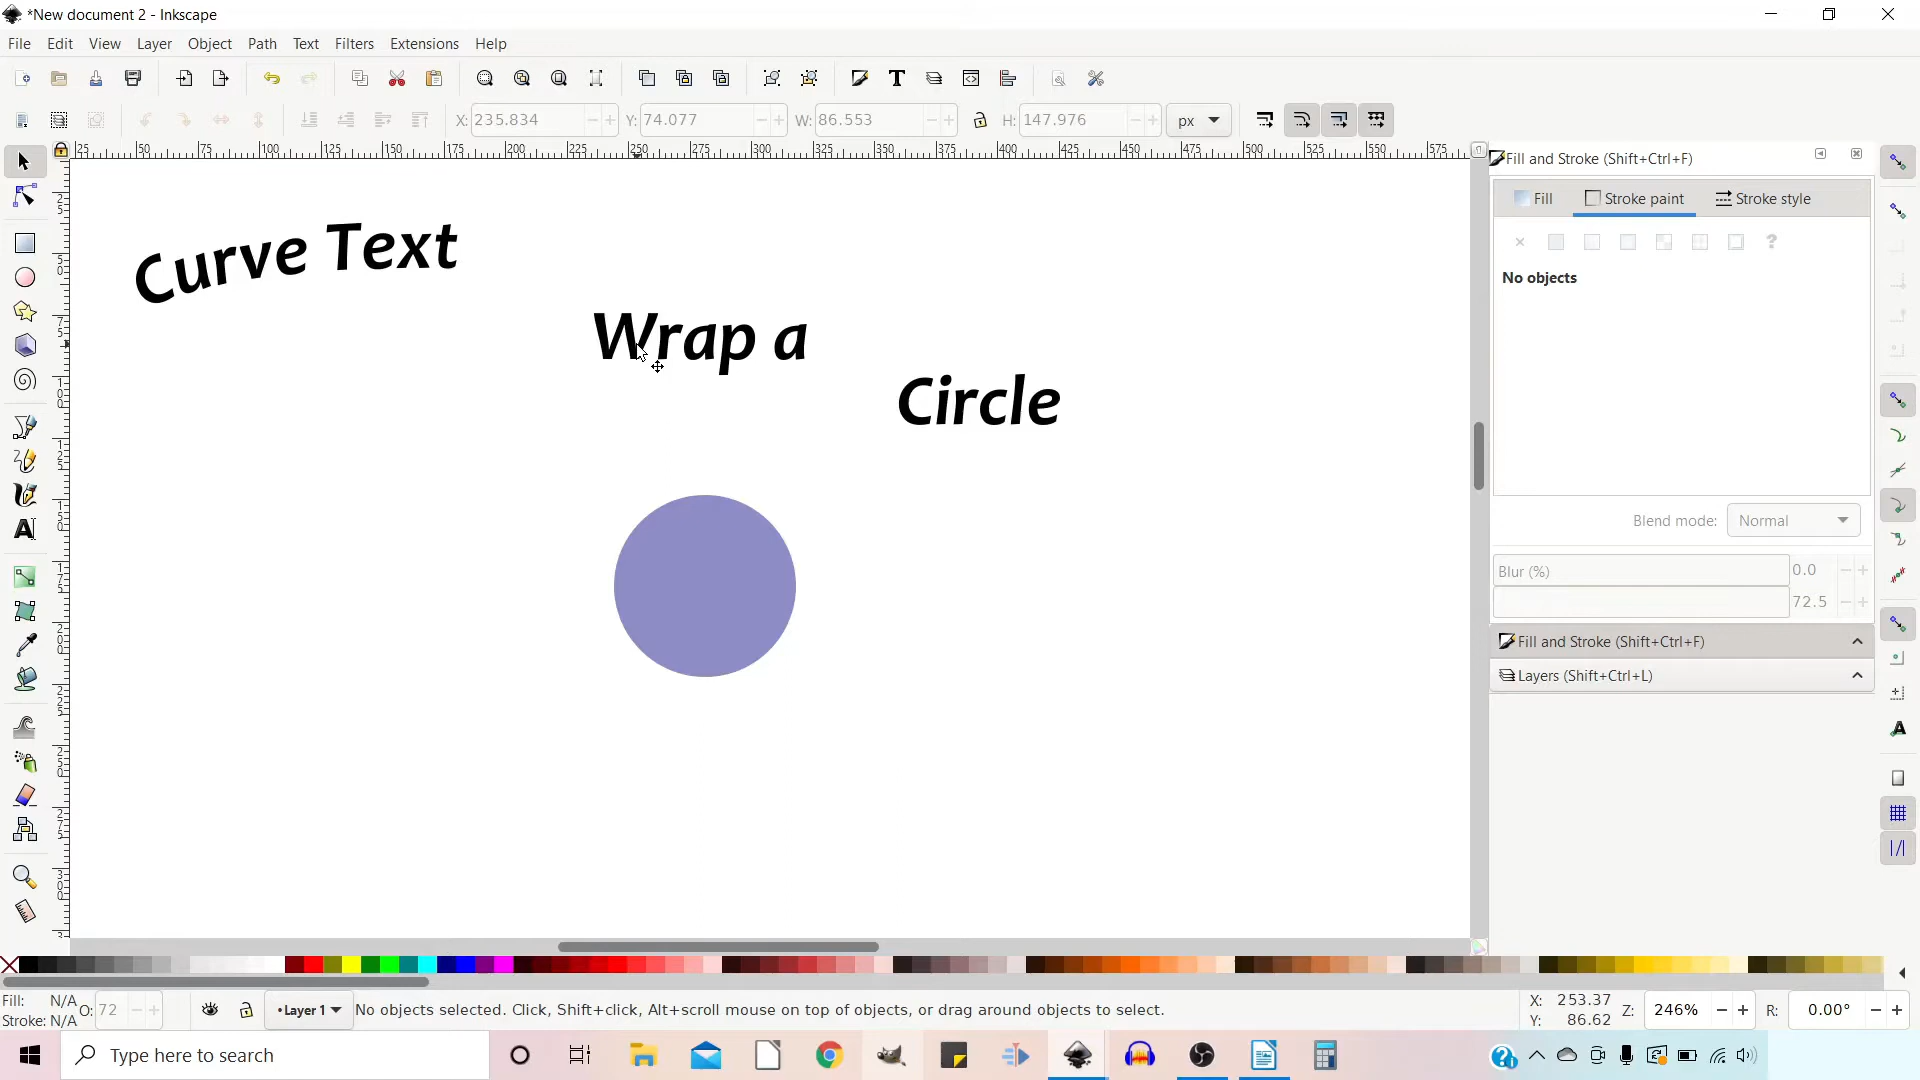 *New document 2 - Inkscape
File Edit View Layer Object Path Text Filters Extensions Help
X: 235.834 Y: 74.077 W: 86.553 H: 147.976 px
Fill and Stroke (Shift+Ctrl+F)
Fill Stroke paint Stroke style
No objects
Curve Text
Wrap a
Circle
Blend mode: Normal
Blur (%) 0.0
72.5
Fill and Stroke (Shift+Ctrl+F)
Layers (Shift+Ctrl+L)
Fill: N/A
Stroke: N/A
O: 72
•Layer 1
No objects selected. Click, Shift+click, Alt+scroll mouse on top of objects, or drag around objects to select.
X: 253.37
Y: 86.62
Z: 246% R: 0.00°
Type here to search